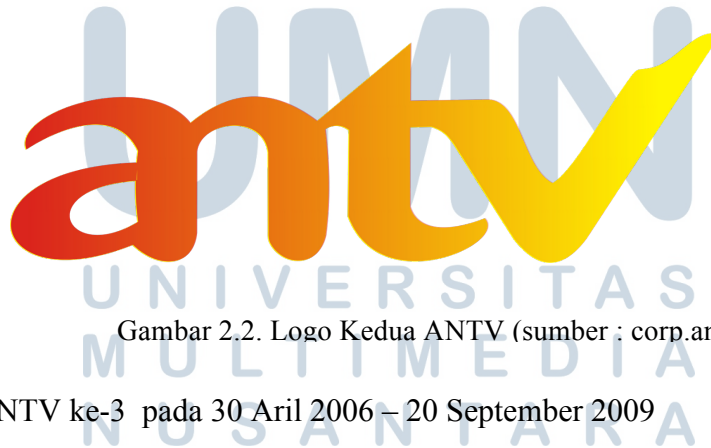 UMN
antv
UNIVERSITAS
Gambar 2.2. Logo Kedua ANTV (sumber : corp.an
MULTIMEDIA
NTV ke-3 pada 30 Aril 2006 – 20 September 2009
NUSANTARA